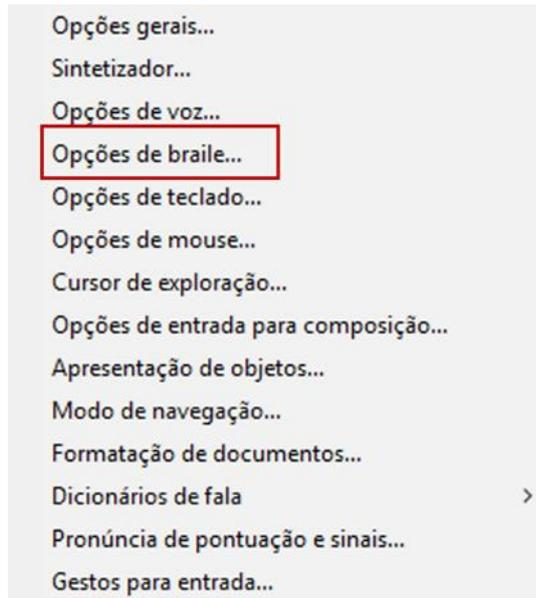 Opções gerais...
Sintetizador...
Opções de voz...
Opções de braile...
Opções de teclado...
Opções de mouse...
Cursor de exploração...
Opções de entrada para composição...
Apresentação de objetos...
Modo de navegação...
Formatação de documentos...
Dicionários de fala
Pronúncia de pontuação e sinais...
Gestos para entrada...